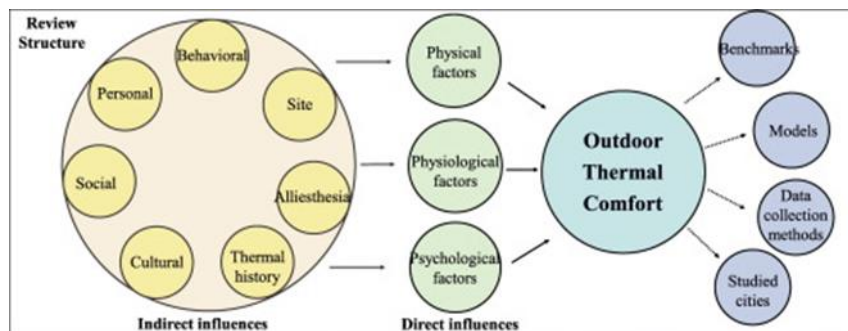 Review
Structure
Behavioral
Personal
Site
Social
Alliesthesia
Cultural
Thermal
history
Indirect influences
Physical
factors
Physiological
factors
Psychological
factors
Direct influences
Outdoor
Thermal
Comfort
Benchmarks
Models
Data
collection
methods
Studied
cities